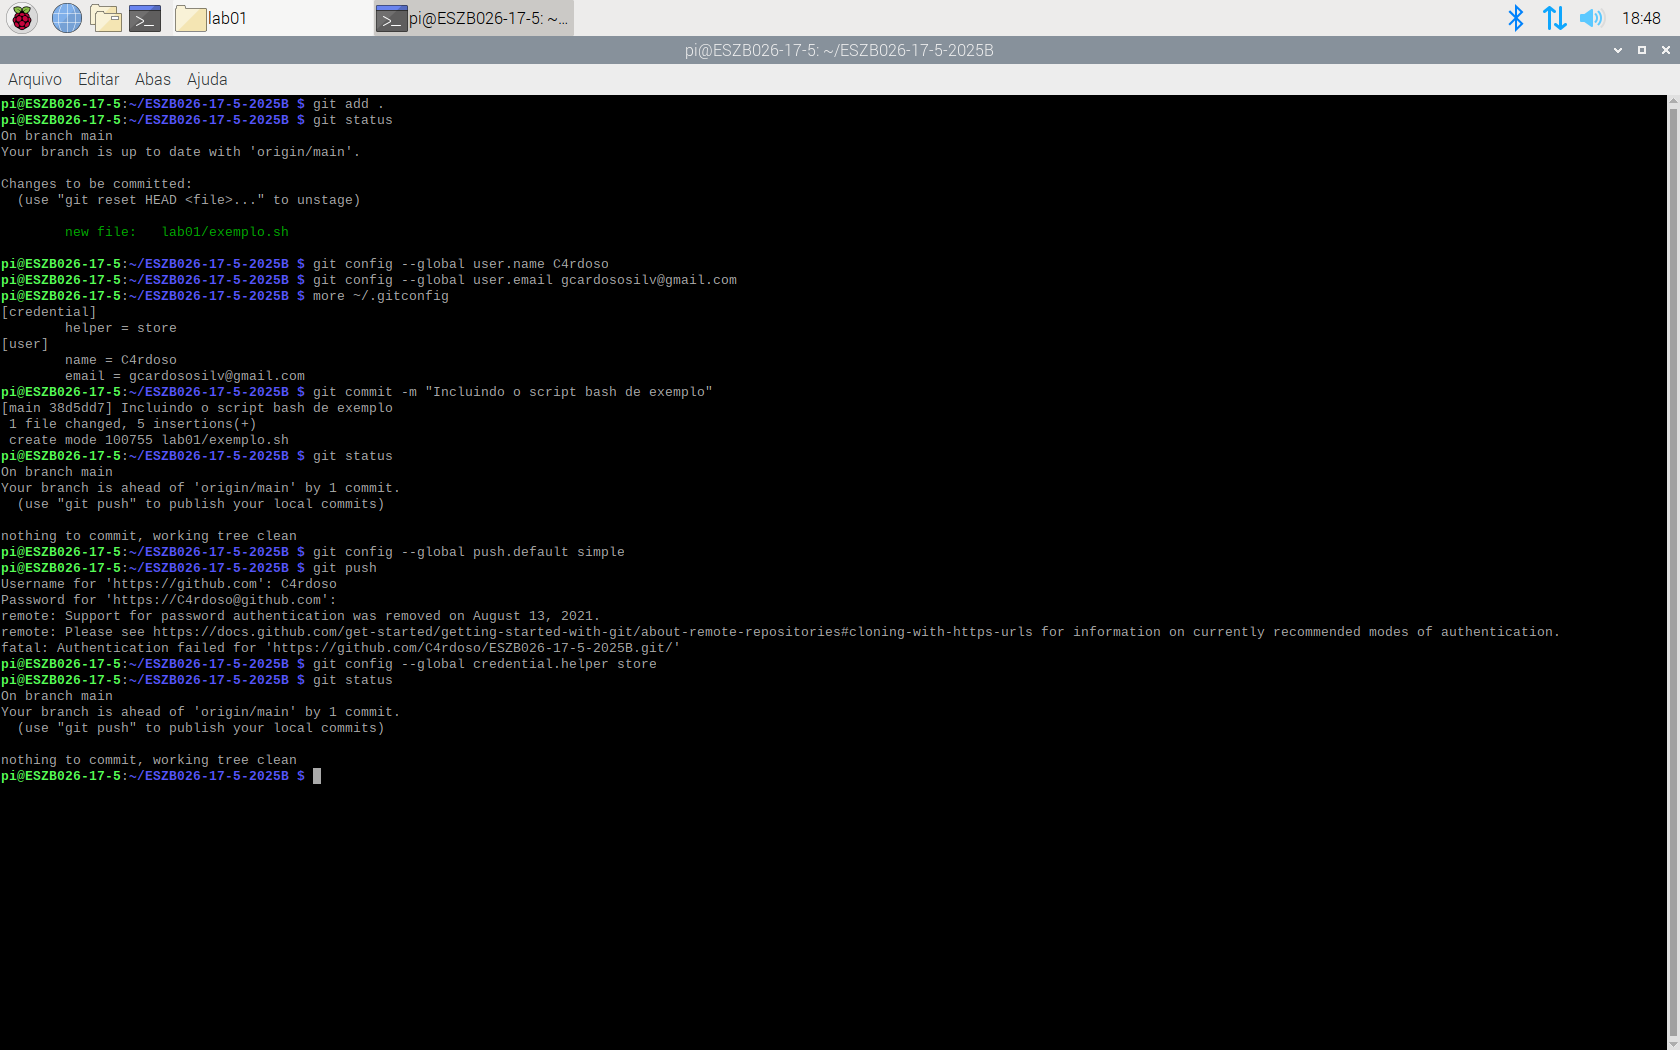 lab01
pi@ESZB026-17-5: ~...
18:48
pi@ESZB026-17-5: ~/ESZB026-17-5-2025B
Arquivo Editar Abas Ajuda
pi@ESZB026-17-5:~/ESZB026-17-5-2025B $ git add .
pi@ESZB026-17-5:~/ESZB026-17-5-2025B $ git status
On branch main
Your branch is up to date with 'origin/main'.
Changes to be committed:
  (use "git reset HEAD <file>..." to unstage)
        new file:   lab01/exemplo.sh
pi@ESZB026-17-5:~/ESZB026-17-5-2025B $ git config --global user.name C4rdoso
pi@ESZB026-17-5:~/ESZB026-17-5-2025B $ git config --global user.email gcardososilv@gmail.com
pi@ESZB026-17-5:~/ESZB026-17-5-2025B $ more ~/.gitconfig
[credential]
        helper = store
[user]
        name = C4rdoso
        email = gcardososilv@gmail.com
pi@ESZB026-17-5:~/ESZB026-17-5-2025B $ git commit -m "Incluindo o script bash de exemplo"
[main 38d5dd7] Incluindo o script bash de exemplo
 1 file changed, 5 insertions(+)
 create mode 100755 lab01/exemplo.sh
pi@ESZB026-17-5:~/ESZB026-17-5-2025B $ git status
On branch main
Your branch is ahead of 'origin/main' by 1 commit.
  (use "git push" to publish your local commits)
nothing to commit, working tree clean
pi@ESZB026-17-5:~/ESZB026-17-5-2025B $ git config --global push.default simple
pi@ESZB026-17-5:~/ESZB026-17-5-2025B $ git push
Username for 'https://github.com': C4rdoso
Password for 'https://C4rdoso@github.com':
remote: Support for password authentication was removed on August 13, 2021.
remote: Please see https://docs.github.com/get-started/getting-started-with-git/about-remote-repositories#cloning-with-https-urls for information on currently recommended modes of authentication.
fatal: Authentication failed for 'https://github.com/C4rdoso/ESZB026-17-5-2025B.git/'
pi@ESZB026-17-5:~/ESZB026-17-5-2025B $ git config --global credential.helper store
pi@ESZB026-17-5:~/ESZB026-17-5-2025B $ git status
On branch main
Your branch is ahead of 'origin/main' by 1 commit.
  (use "git push" to publish your local commits)
nothing to commit, working tree clean
pi@ESZB026-17-5:~/ESZB026-17-5-2025B $